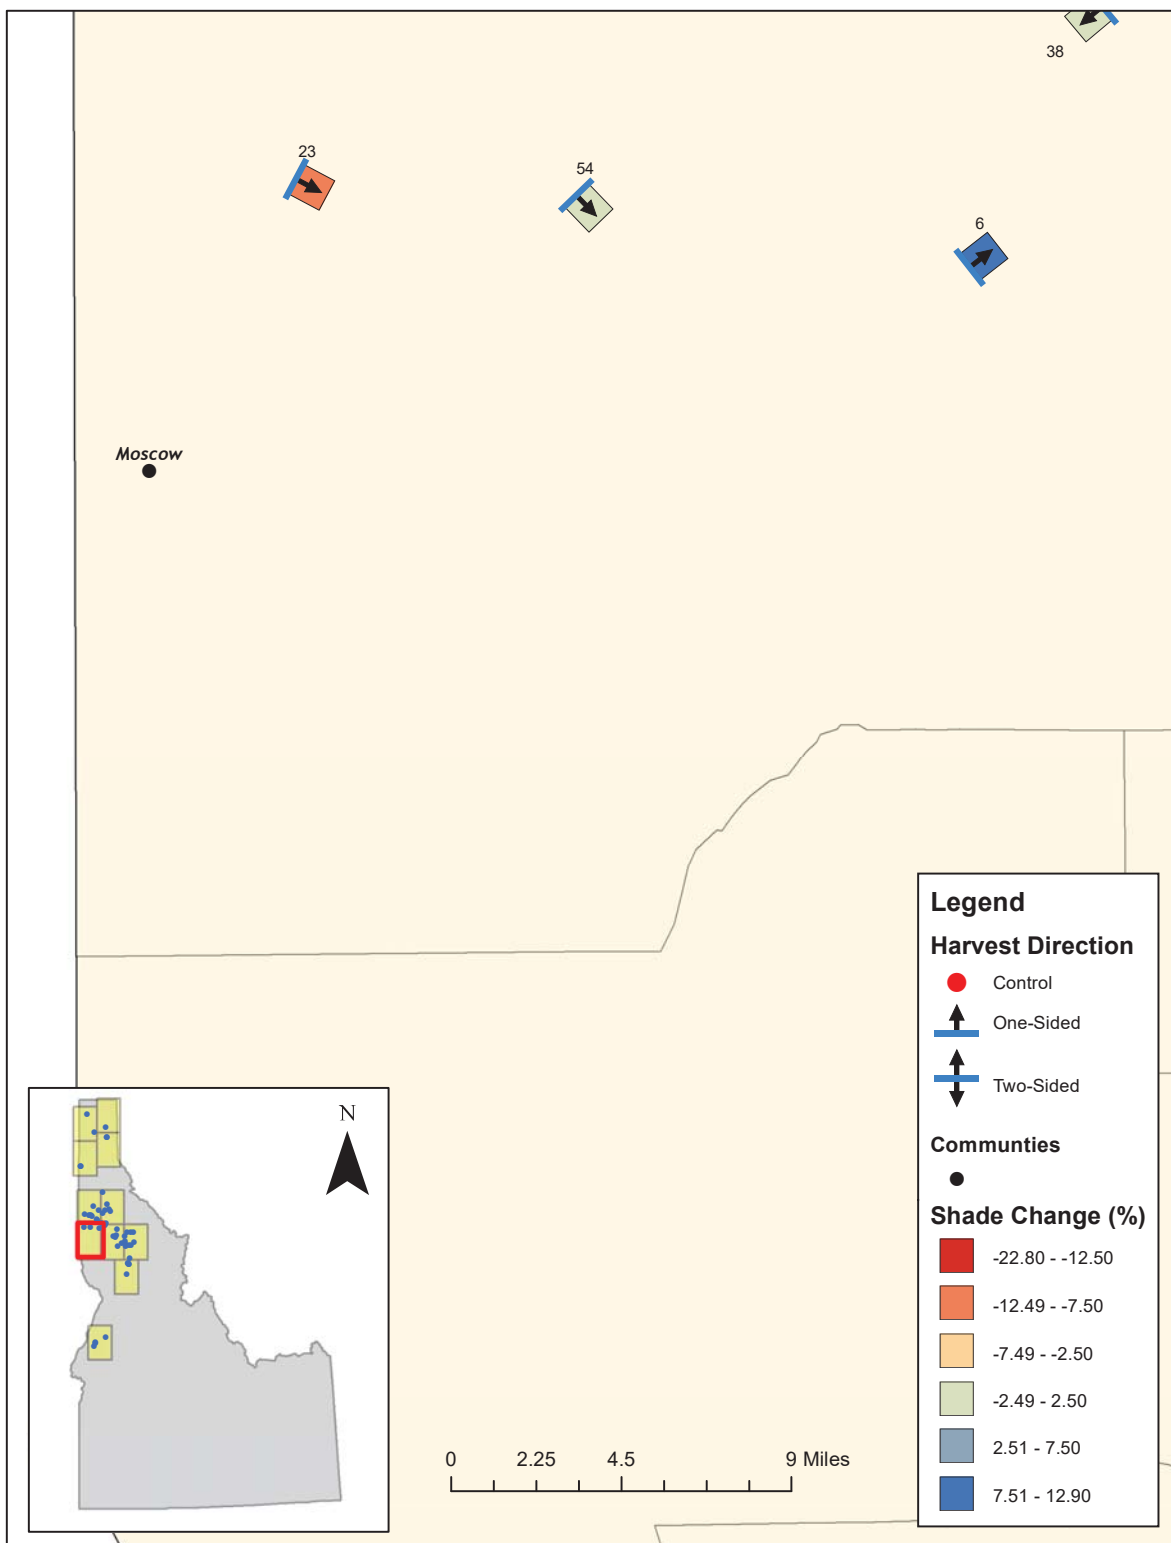 38
23
54
6
Moscow
Legend
Harvest Direction
Control
One-Sided
Two-Sided
Communties
Shade Change (%)
-22.80 - -12.50
-12.49 - -7.50
-7.49 - -2.50
-2.49 - 2.50
2.51 - 7.50
7.51 - 12.90
N
0 2.25 4.5 9 Miles